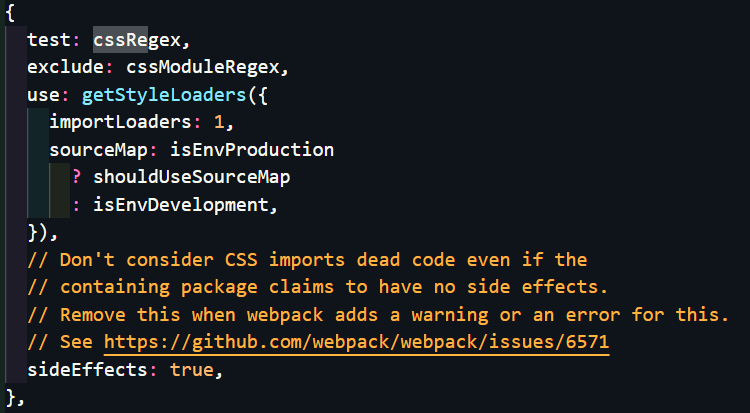 {
test: cssRegex,
exclude: cssModuleRegex,
use: getStyleLoaders({
importLoaders: 1,
sourceMap: isEnvProduction
? shouldUseSourceMap
: isEnvDevelopment,
}),
// Don't consider CSS imports dead code even if the
// containing package claims to have no side effects.
// Remove this when webpack adds a warning or an error for this.
// See https://github.com/webpack/webpack/issues/6571
sideEffects: true,
},